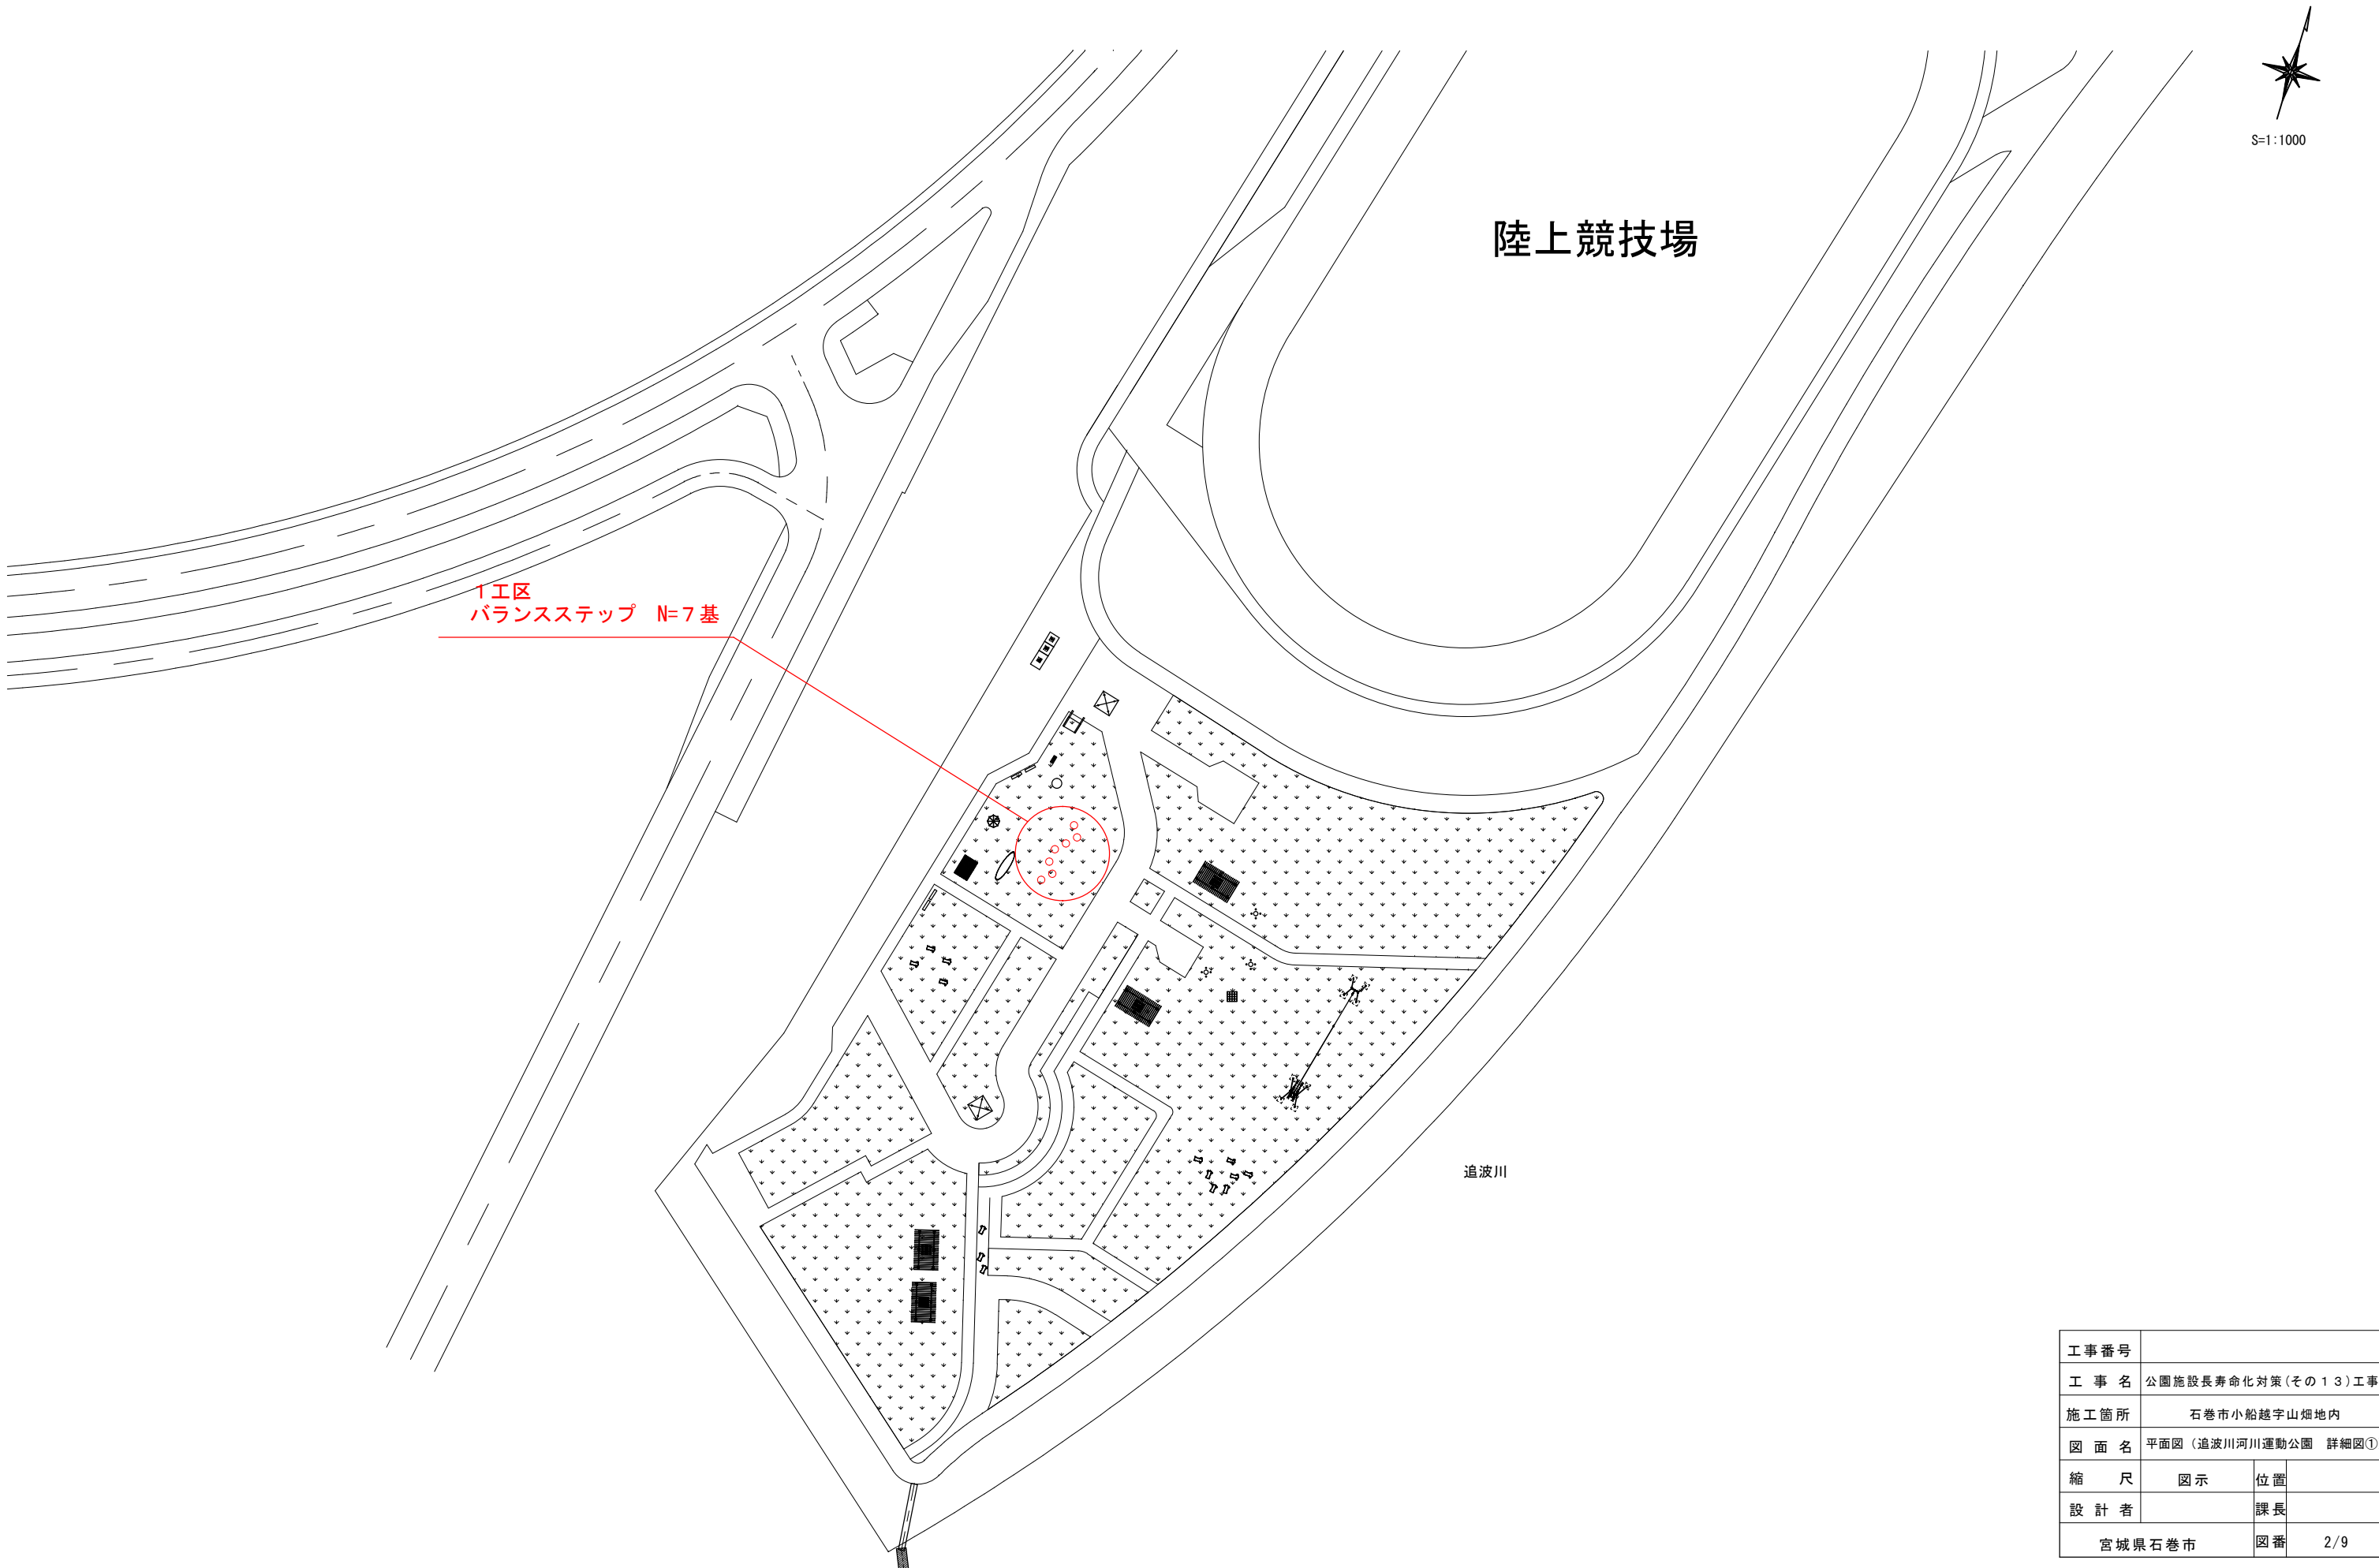 S=1:1000
陸上競技場
1工区
バランスステップ　N=７基
追波川
工事番号
工事名 公園施設長寿命化対策(その１３)工事
施工箇所 石巻市小船越字山畑地内
図面名 平面図（追波川河川運動公園　詳細図①
縮尺 図示 位置
設計者 課長
宮城県石巻市 図番 2/9